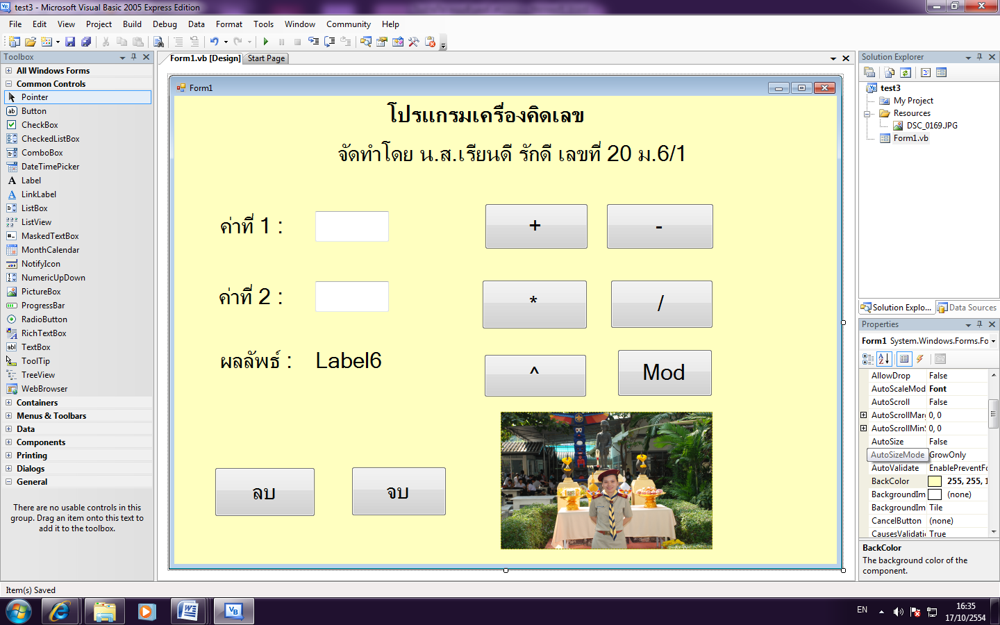 test3 - Microsoft Visual Basic 2005 Express Edition
File Edit View Project Build Debug Data Format Tools Window Community Help
Toolbox
All Windows Forms
Common Controls
Pointer
Button
CheckBox
CheckedListBox
ComboBox
DateTimePicker
Label
LinkLabel
ListBox
ListView
MaskedTextBox
MonthCalendar
NotifyIcon
NumericUpDown
PictureBox
ProgressBar
RadioButton
RichTextBox
TextBox
ToolTip
TreeView
WebBrowser
Containers
Menus & Toolbars
Data
Components
Printing
Dialogs
General
There are no usable controls in this
group. Drag an item onto this text to
add it to the toolbox.
Form1.vb [Design] Start Page
Form1
โปรแกรมเครื่องคิดเลข
จัดทำโดย น.ส.เรียนดี รักดี เลขที่ 20 ม.6/1
ค่าที่ 1 :
+ -
ค่าที่ 2 :
* /
ผลลัพธ์ : Label6
^ Mod
ลบ จบ
Solution Explorer
test3
My Project
Resources
DSC_0169.JPG
Form1.vb
Solution Explo... Data Sources
Properties
Form1 System.Windows.Forms.Fo
AllowDrop False
AutoScaleMod Font
AutoScroll False
AutoScrollMar 0, 0
AutoScrollMinS 0, 0
AutoSize False
AutoSizeMode GrowOnly
AutoValidate EnablePreventFo
BackColor 255, 255, 1
BackgroundIm (none)
BackgroundIm Tile
CancelButton (none)
CausesValidati True
BackColor
The background color of the
component.
Item(s) Saved
EN
16:35
17/10/2554